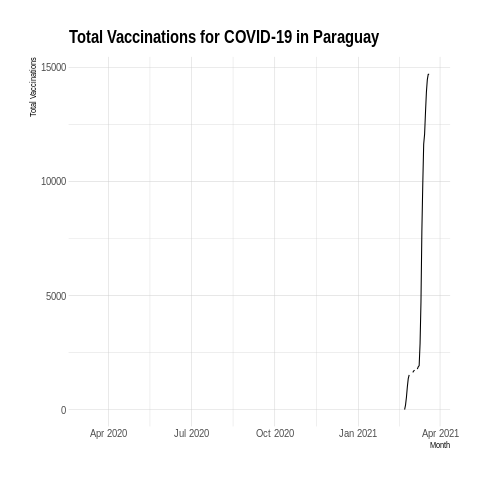 Total Vaccinations for COVID-19 in Paraguay
Total Vaccinations
15000
10000
5000
0
Apr 2020 Jul 2020 Oct 2020 Jan 2021 Apr 2021
Month